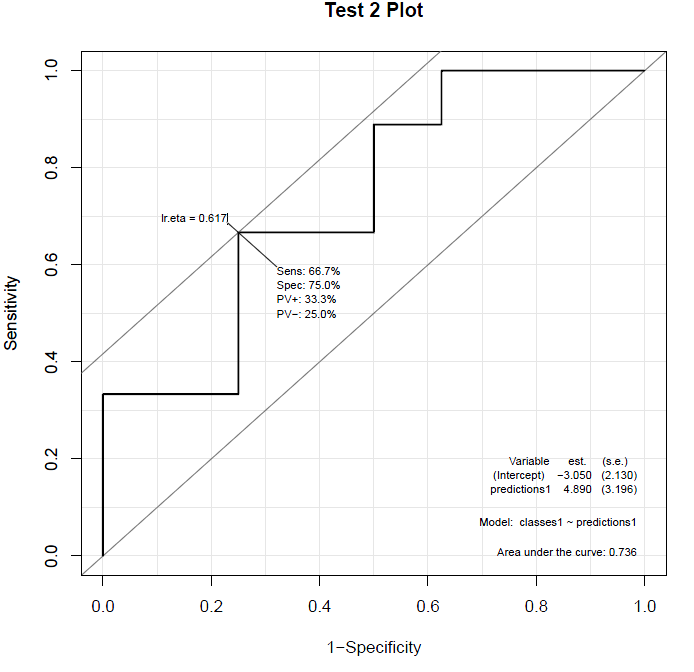 Test 2 Plot
1.0
0.8
0.6
0.4
0.2
0.0
Sensitivity
lr.eta = 0.617
Sens: 66.7%
Spec: 75.0%
PV+: 33.3%
PV−: 25.0%
Variable est. (s.e.)
(Intercept) −3.050 (2.130)
predictions1 4.890 (3.196)
Model: classes1 ~ predictions1
Area under the curve: 0.736
0.0 0.2 0.4 0.6 0.8 1.0
1−Specificity